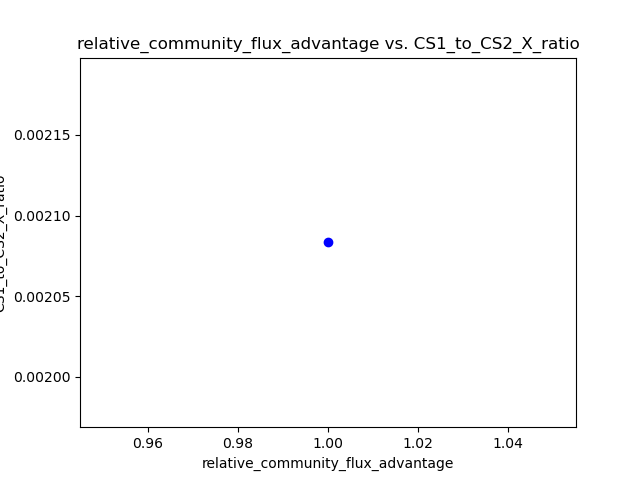 relative_community_flux_advantage vs. CS1_to_CS2_X_ratio
0.00215
0.00210
0.00205
0.00200
CS1_to_CS2_X_ratio
0.96 0.98 1.00 1.02 1.04
relative_community_flux_advantage